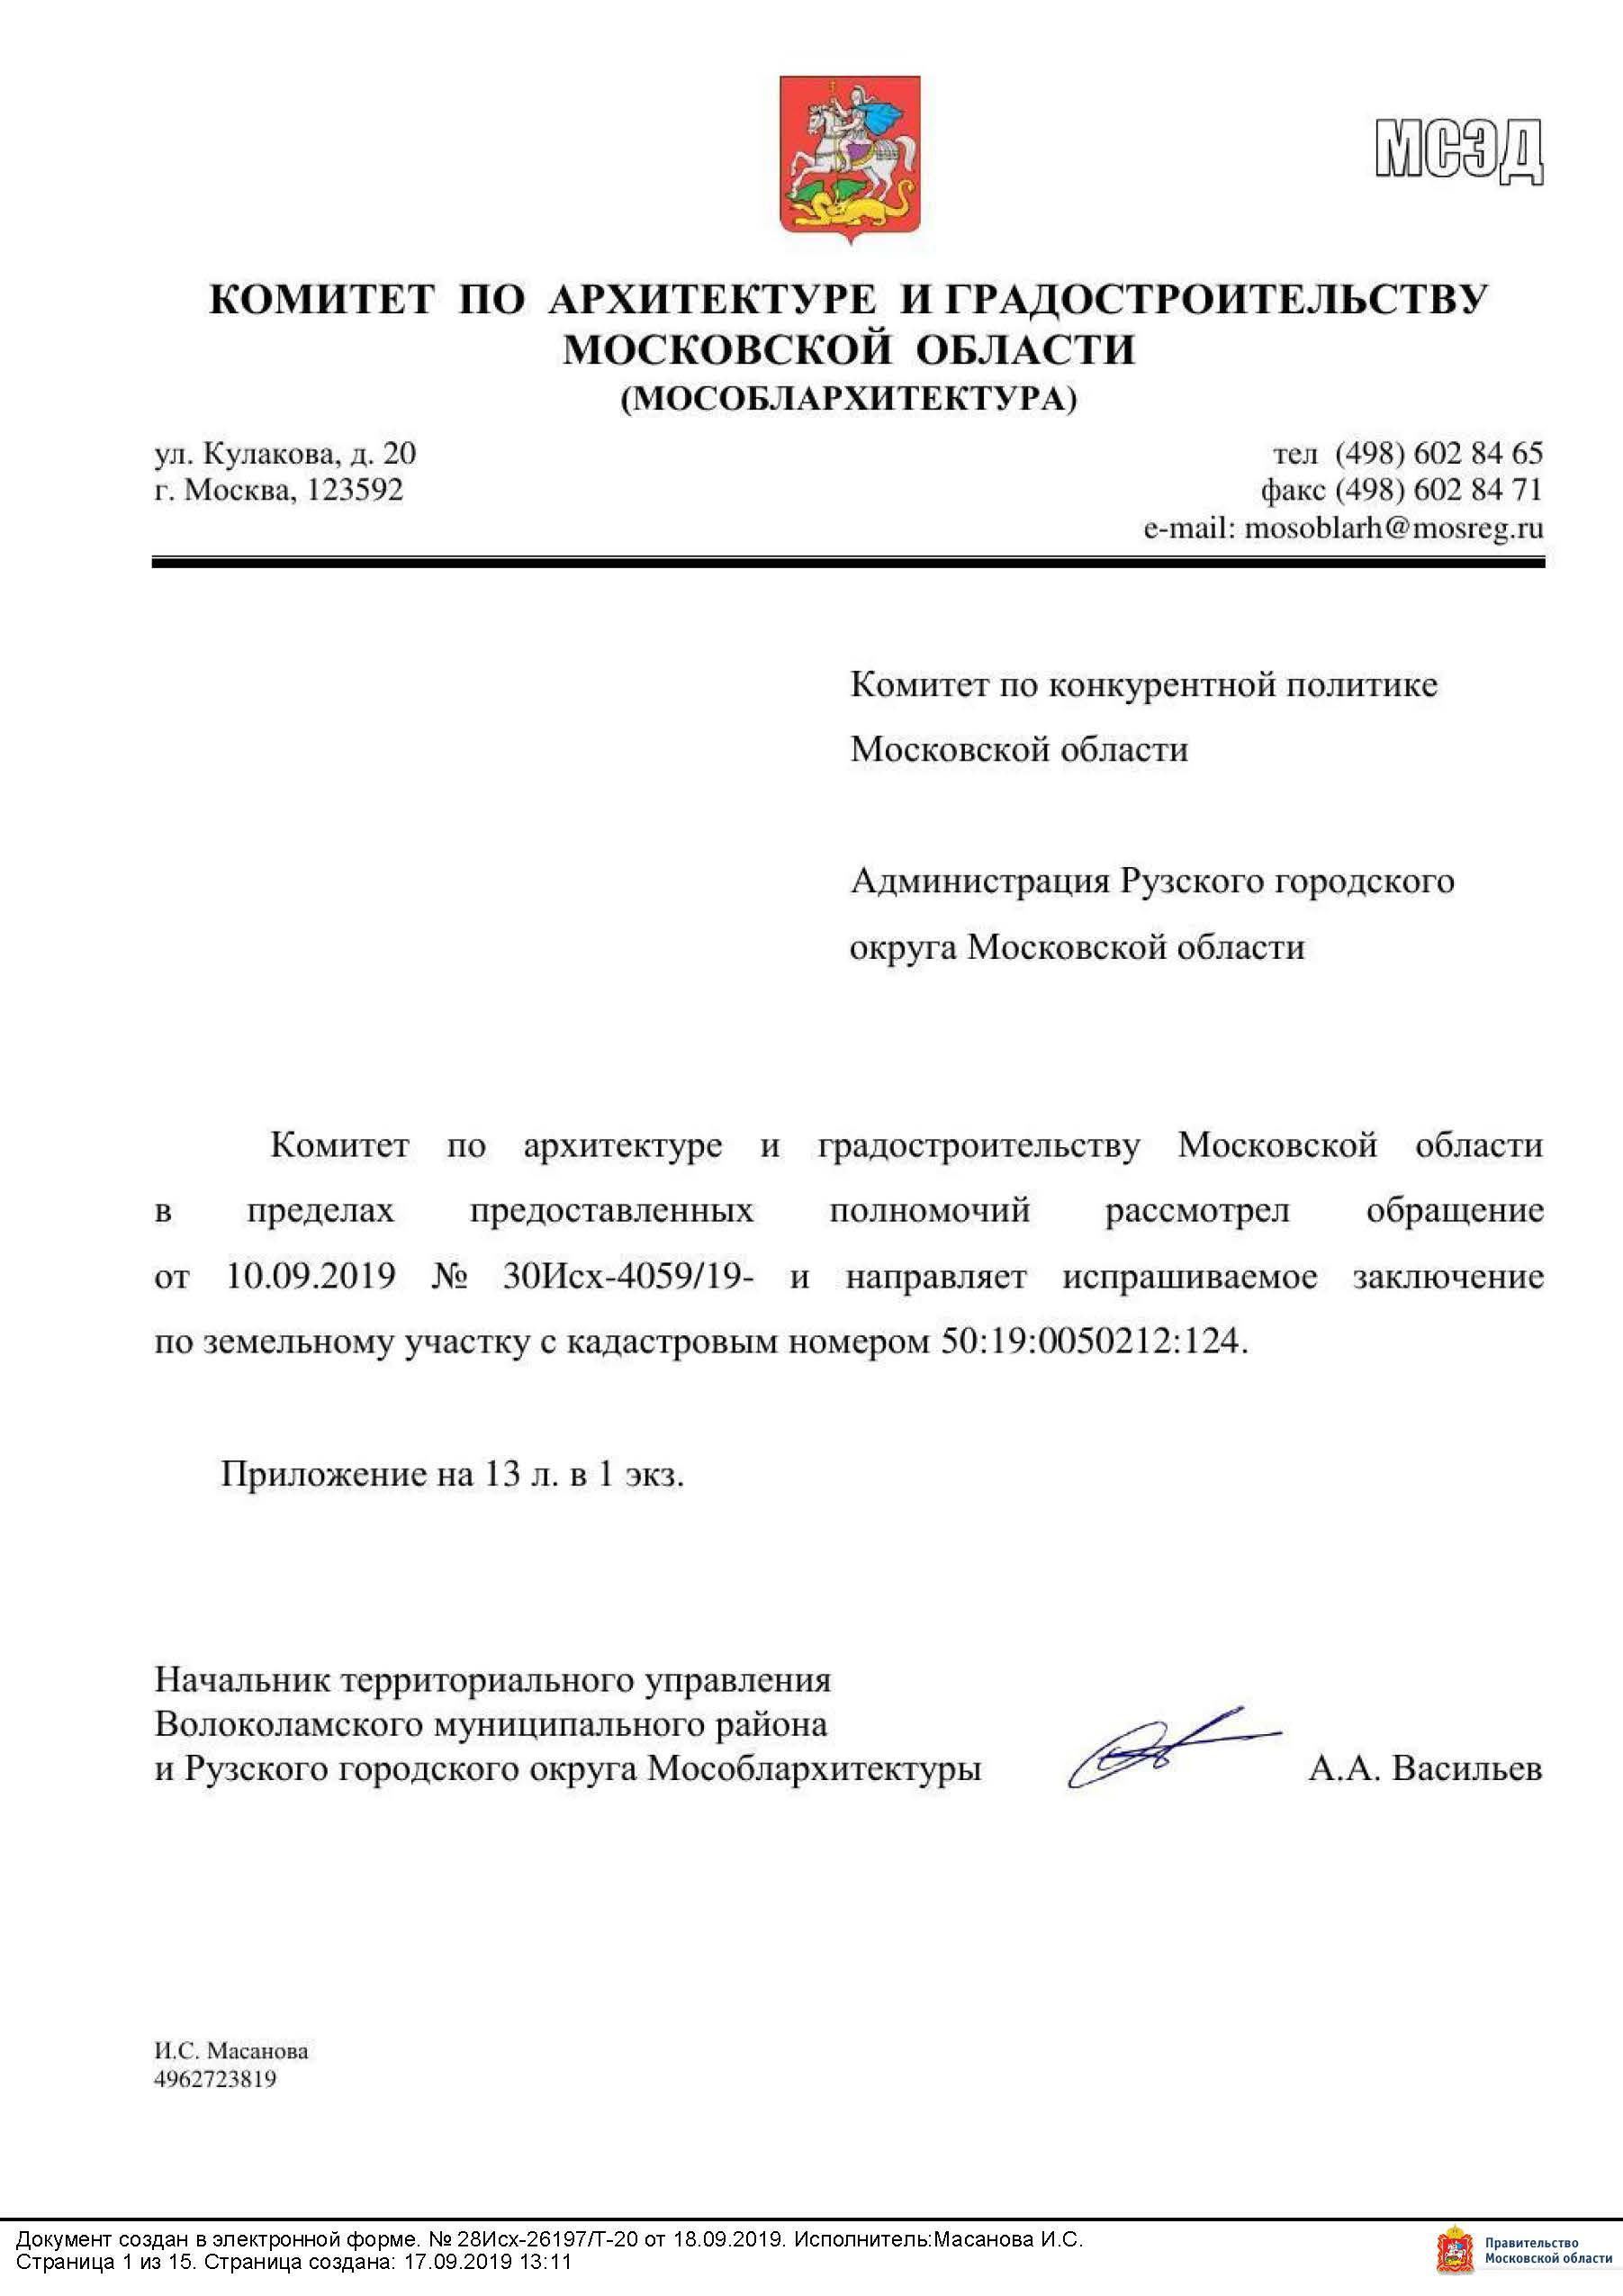 МСЭД
КОМИТЕТ ПО АРХИТЕКТУРЕ И ГРАДОСТРОИТЕЛЬСТВУ
МОСКОВСКОЙ ОБЛАСТИ
(МОСОБЛАРХИТЕКТУРА)
ул. Кулакова, д. 20
г. Москва, 123592
тел (498) 602 84 65
факс (498) 602 84 71
e-mail: mosoblarh@mosreg.ru
Комитет по конкурентной политике
Московской области
Администрация Рузского городского
округа Московской области
Комитет по архитектуре и градостроительству Московской области
в пределах предоставленных полномочий рассмотрел обращение
от 10.09.2019 № 30Исх-4059/19- и направляет испрашиваемое заключение
по земельному участку с кадастровым номером 50:19:0050212:124.
Приложение на 13 л. в 1 экз.
Начальник территориального управления
Волоколамского муниципального района
и Рузского городского округа Мособлархитектуры
А.А. Васильев
И.С. Масанова
4962723819
Документ создан в электронной форме. № 28Исх-26197/Т-20 от 18.09.2019. Исполнитель:Масанова И.С.
Страница 1 из 15. Страница создана: 17.09.2019 13:11
Правительство
Московской области